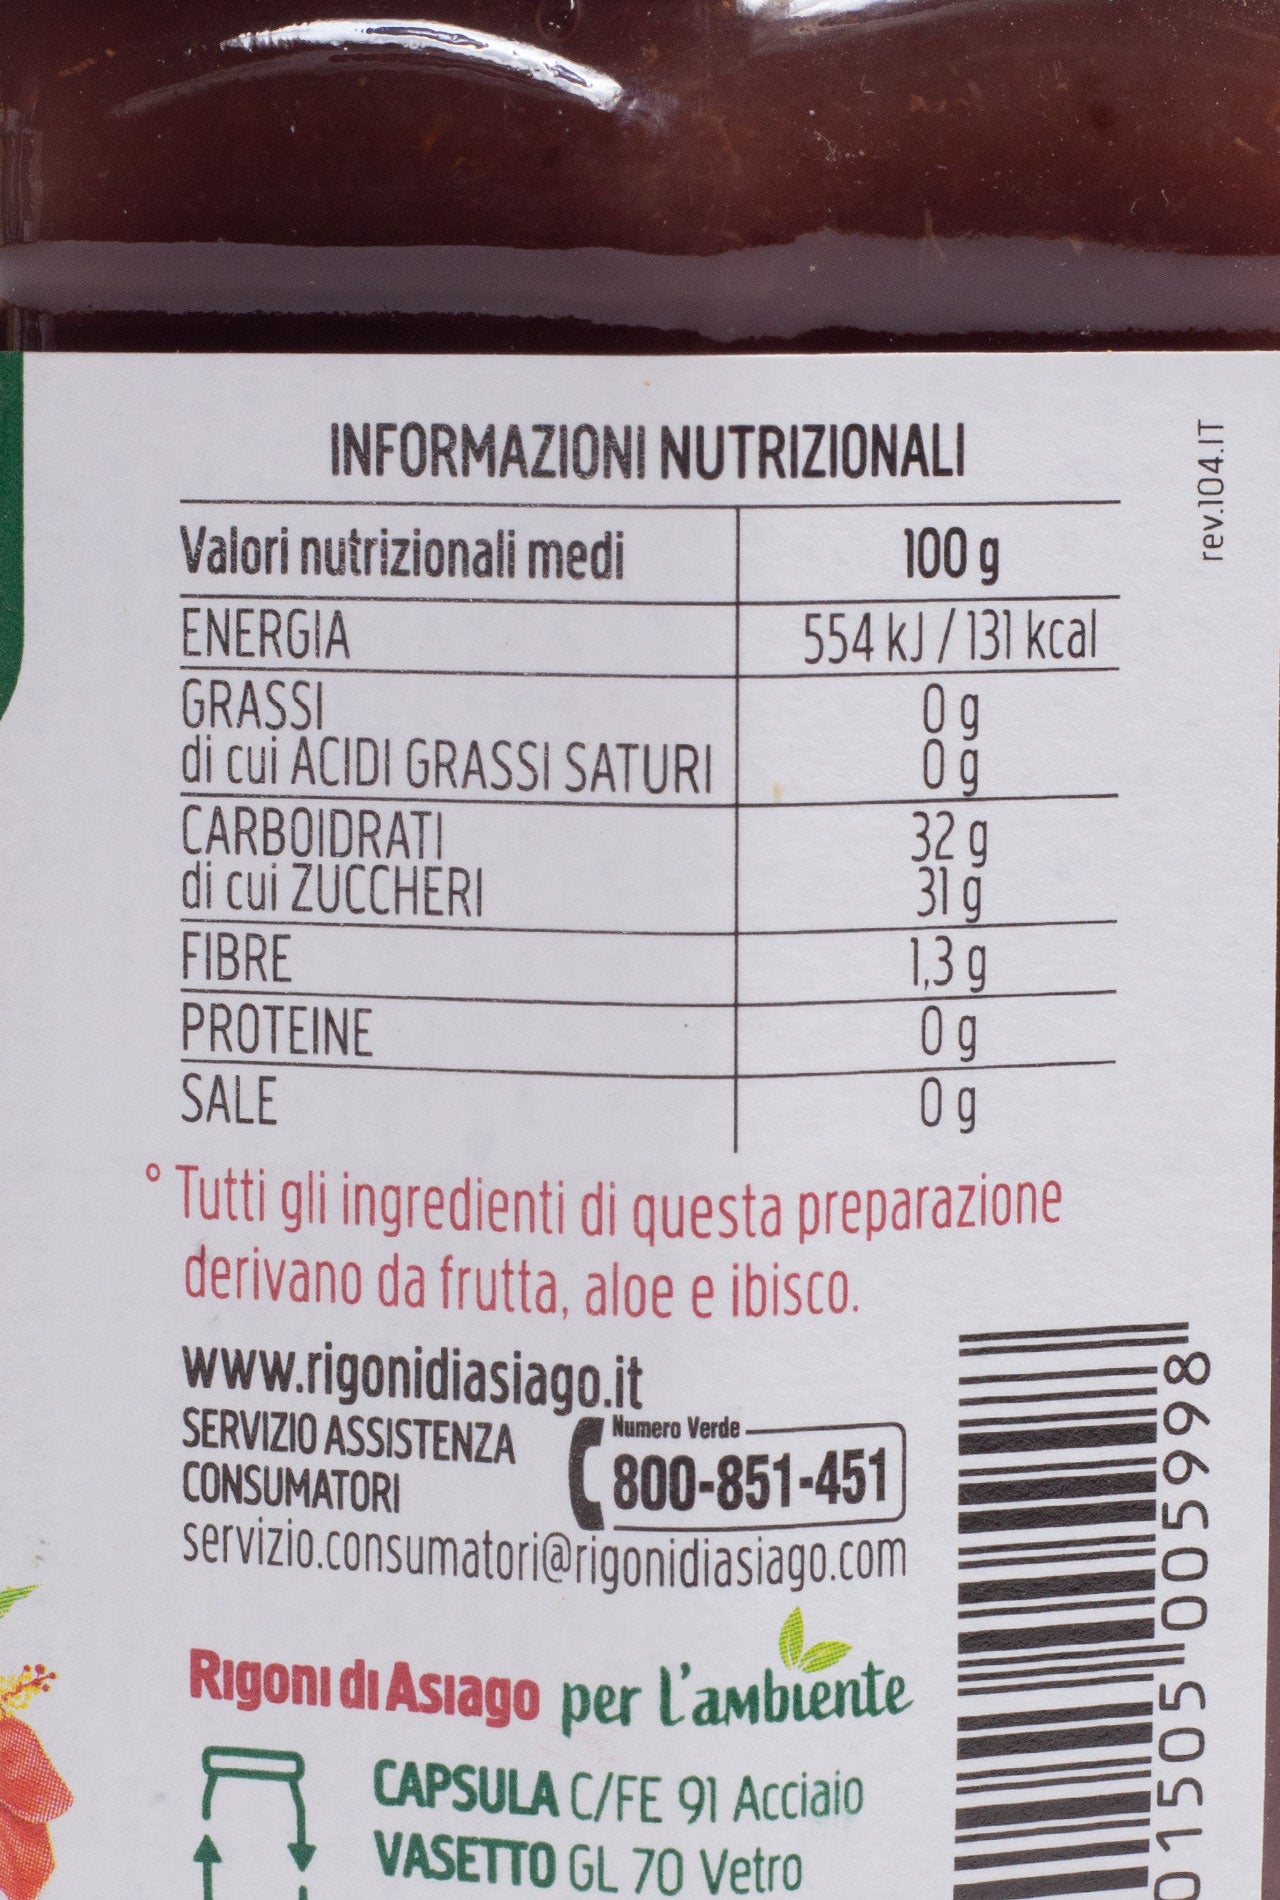 INFORMAZIONI NUTRIZIONALI
Valori nutrizionali medi 100 g
ENERGIA 554 kJ / 131 kcal
GRASSI 0 g
di cui ACIDI GRASSI SATURI 0 g
CARBOIDRATI 32 g
di cui ZUCCHERI 31 g
FIBRE 1,3 g
PROTEINE 0 g
SALE 0 g
° Tutti gli ingredienti di questa preparazione
derivano da frutta, aloe e ibisco.
www.rigonidiasiago.it
SERVIZIO ASSISTENZA
CONSUMATORI
Numero Verde
800-851-451
servizio.consumatori@rigonidiasiago.com
Rigoni di Asiago per l'ambiente
CAPSULA C/FE 91 Acciaio
VASETTO GL 70 Vetro
rev.104.IT
01505 005998